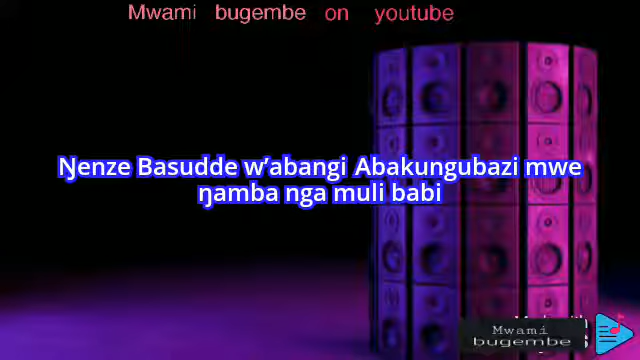 Mwami bugembe on youtube
Ŋenze Basudde w’abangi Abakungubazi mwe
ŋamba nga muli babi
Mwami
bugembe